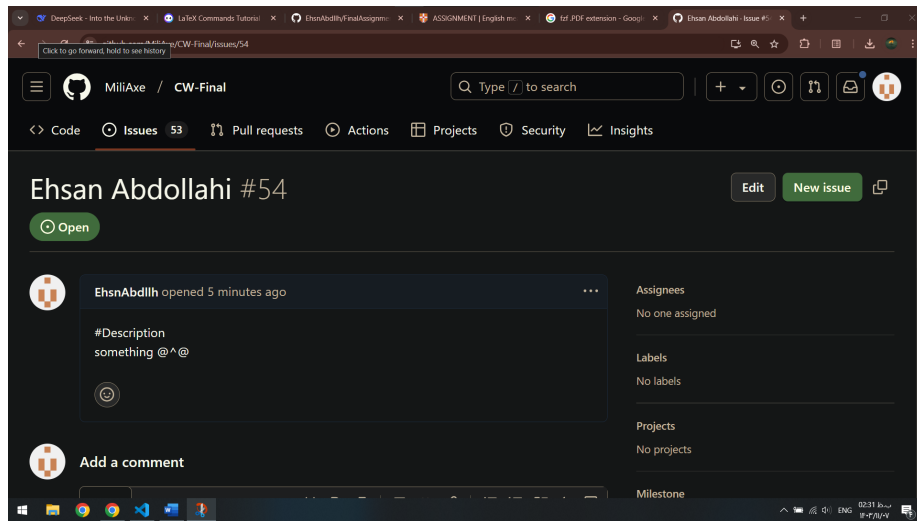 DeepSeek - Into the Unkno
LaTeX Commands Tutorial
EhsnAbdllh/FinalAssignme
ASSIGNMENT | English me
fzf .PDF extension - Googl
Ehsan Abdollahi · Issue #5
Click to go forward, hold to see history
/CW-Final/issues/54
MiliAxe / CW-Final
Type / to search
Code
Issues 53
Pull requests
Actions
Projects
Security
Insights
Ehsan Abdollahi #54
Edit
New issue
Open
EhsnAbdllh opened 5 minutes ago
#Description
something @^@
Assignees
No one assigned
Labels
No labels
Projects
No projects
Milestone
Add a comment
ENG
02:31 ب.ظ